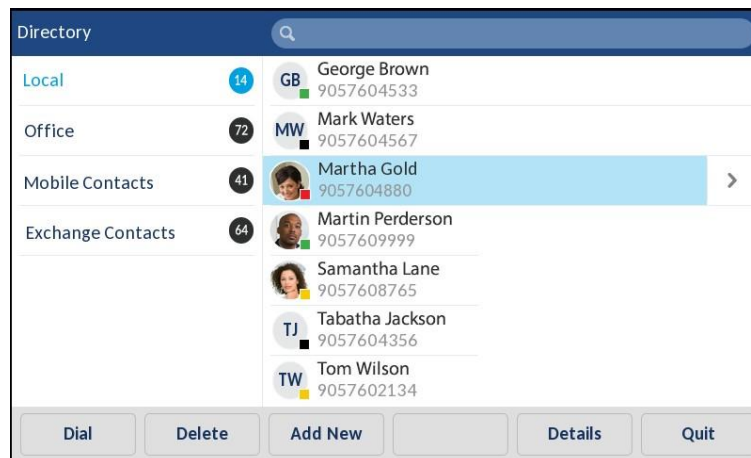 Directory
Local 14
Office 72
Mobile Contacts 41
Exchange Contacts 64
GB George Brown
9057604533
MW Mark Waters
9057604567
Martha Gold
9057604880
Martin Perderson
9057609999
Samantha Lane
9057608765
TJ Tabatha Jackson
9057604356
TW Tom Wilson
9057602134
Dial Delete Add New Details Quit